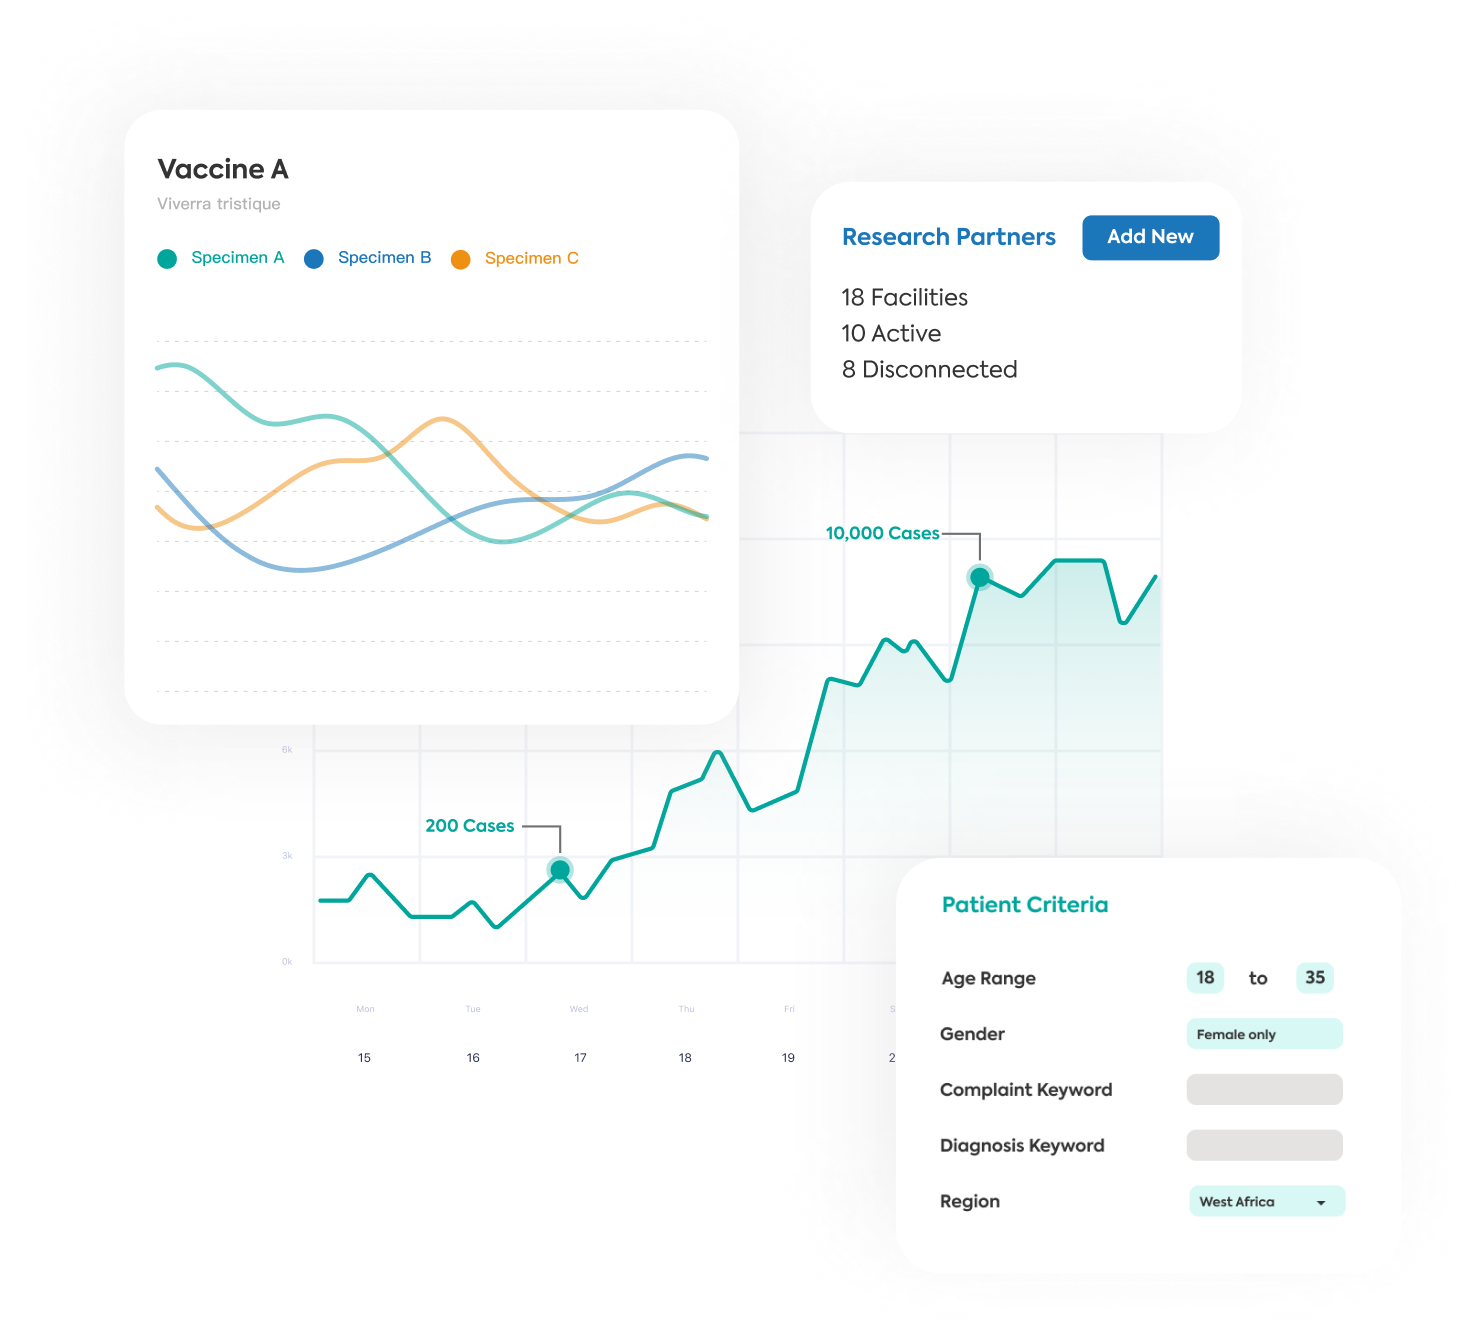 Vaccine A
Viverra tristique
Specimen A Specimen B Specimen C
Research Partners Add New
18 Facilities
10 Active
8 Disconnected
10,000 Cases
6k
200 Cases
3k
0k
Mon Tue Wed Thu Fri S
15 16 17 18 19 2
Patient Criteria
Age Range 18 to 35
Gender Female only
Complaint Keyword
Diagnosis Keyword
Region West Africa